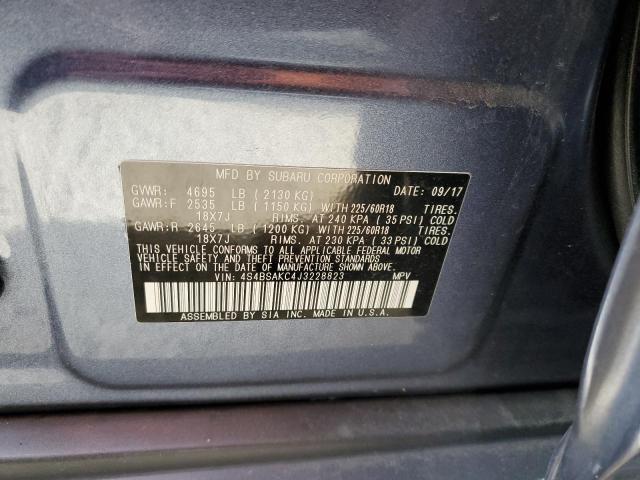 MFD BY SUBARU CORPORATION
GVWR: 4695 LB ( 2130 KG) DATE: 09/17
GAWR:F 2535 LB ( 1150 KG) WITH 225/60R18 TIRES.
18X7J RIMS. AT 240 KPA ( 35 PSI) COLD
GAWR:R 2645 LB ( 1200 KG) WITH 225/60R18 TIRES.
18X7J RIMS. AT 230 KPA ( 33 PSI) COLD
THIS VEHICLE CONFORMS TO ALL APPLICABLE FEDERAL MOTOR
VEHICLE SAFETY AND THEFT PREVENTION STANDARDS
IN EFFECT ON THE DATE OF MANUFACTURE SHOWN ABOVE.
VIN: 4S4BSAKC4J3228823 MPV
ASSEMBLED BY SIA INC. MADE IN U.S.A.